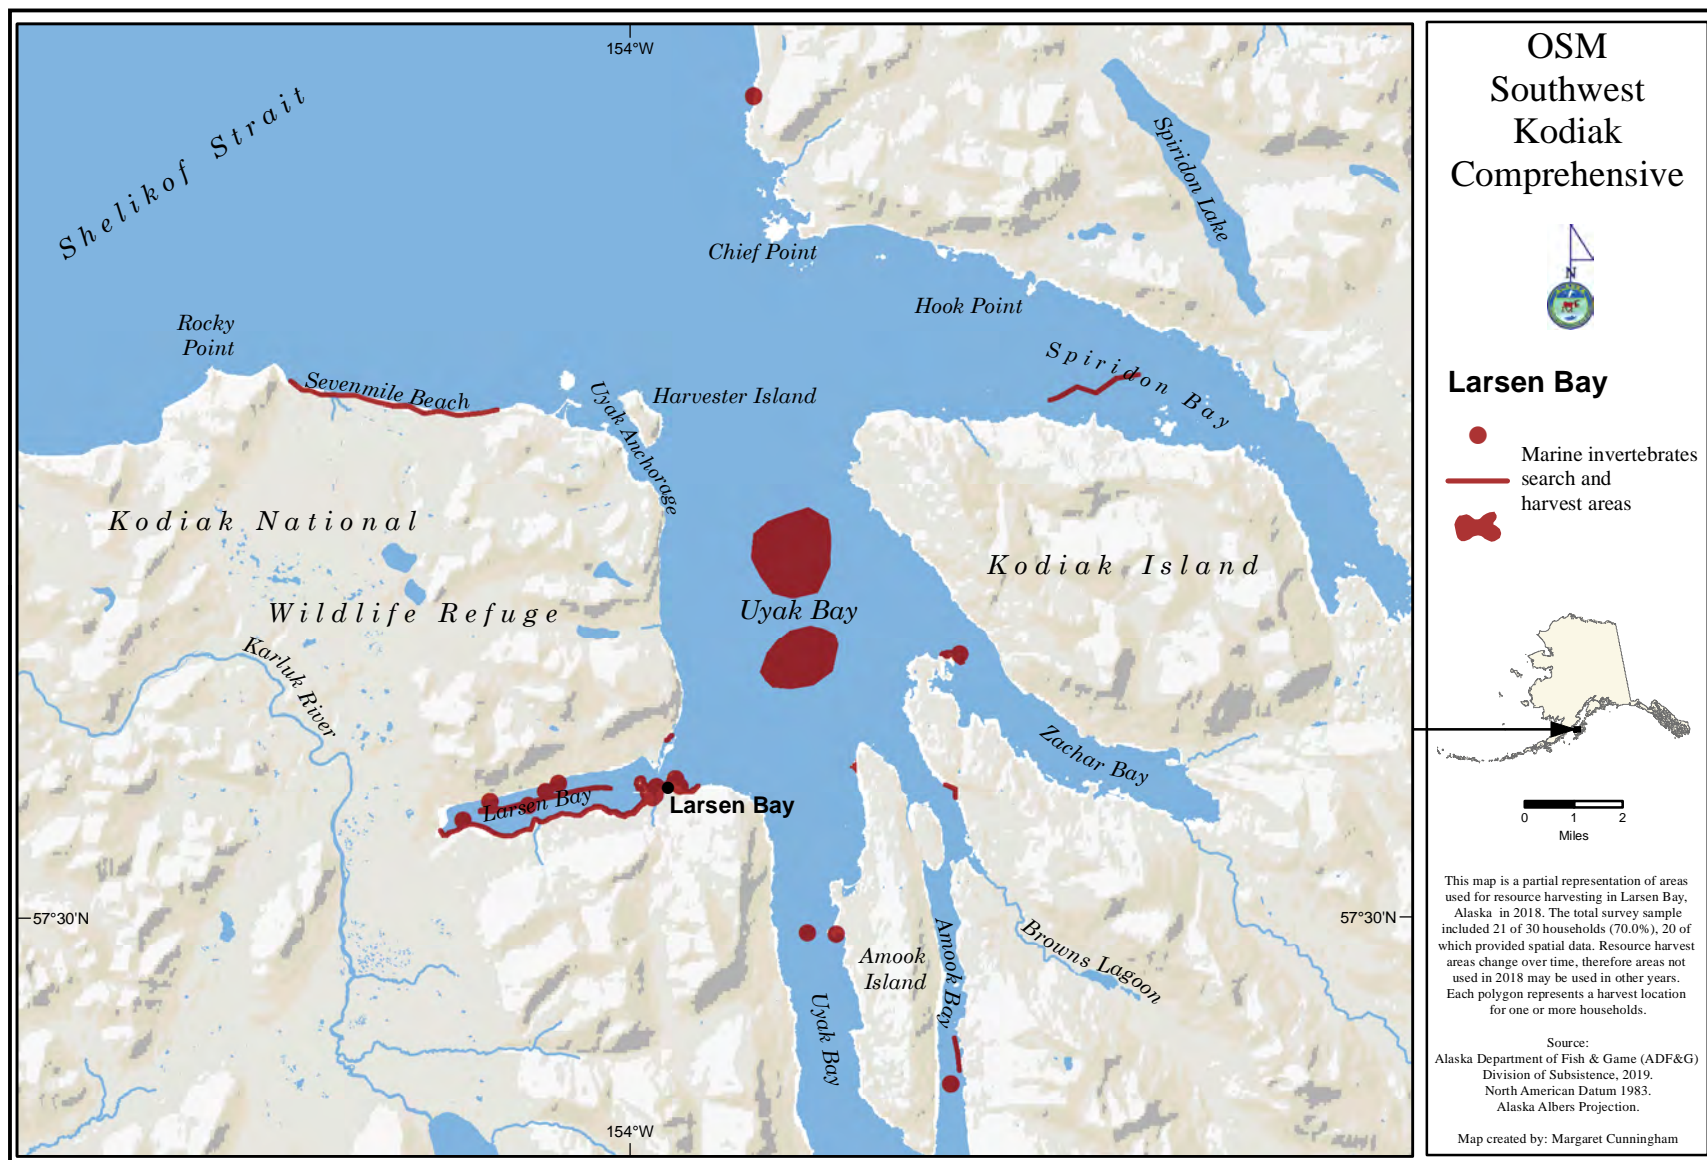 154°W
Shelikof Strait
Spiridon Lake
Chief Point
Hook Point
Rocky
Point
Spiridon Bay
Sevenmile Beach
Uyak Anchorage
Harvester Island
Kodiak National
Wildlife Refuge
Kodiak Island
Uyak Bay
Karluk River
Zachar Bay
Larsen Bay
Larsen Bay
57°30'N
57°30'N
Amook
Island
Amook Bay
Browns Lagoon
Uyak Bay
154°W
OSM
Southwest
Kodiak
Comprehensive
N
ALASKA
Larsen Bay
Marine invertebrates
search and
harvest areas
0 1 2
Miles
This map is a partial representation of areas
used for resource harvesting in Larsen Bay,
Alaska in 2018. The total survey sample
included 21 of 30 households (70.0%), 20 of
which provided spatial data. Resource harvest
areas change over time, therefore areas not
used in 2018 may be used in other years.
Each polygon represents a harvest location
for one or more households.
Source:
Alaska Department of Fish & Game (ADF&G)
Division of Subsistence, 2019.
North American Datum 1983.
Alaska Albers Projection.
Map created by: Margaret Cunningham